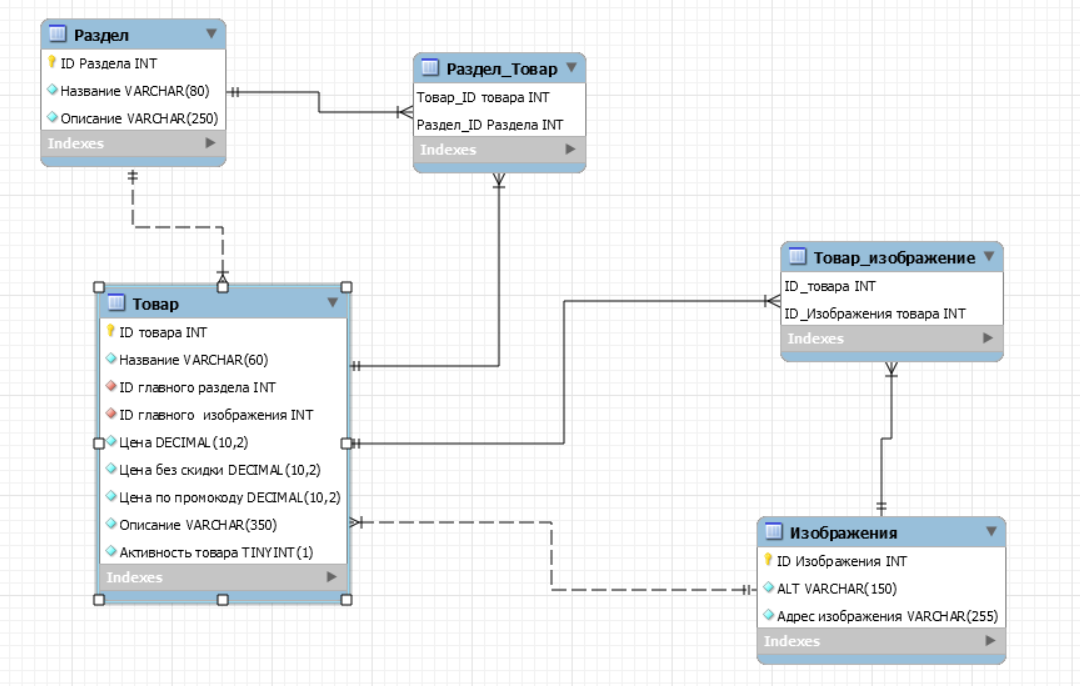 Раздел
ID Раздела INT
Название VARCHAR(80)
Описание VARCHAR(250)
Indexes
Раздел_Товар
Товар_ID товара INT
Раздел_ID Раздела INT
Indexes
Товар
ID товара INT
Название VARCHAR(60)
ID главного раздела INT
ID главного изображения INT
Цена DECIMAL(10,2)
Цена без скидки DECIMAL(10,2)
Цена по промокоду DECIMAL(10,2)
Описание VARCHAR(350)
Активность товара TINYINT(1)
Indexes
Товар_изображение
ID_товара INT
ID_Изображения товара INT
Indexes
Изображения
ID Изображения INT
ALT VARCHAR(150)
Адрес изображения VARCHAR(255)
Indexes